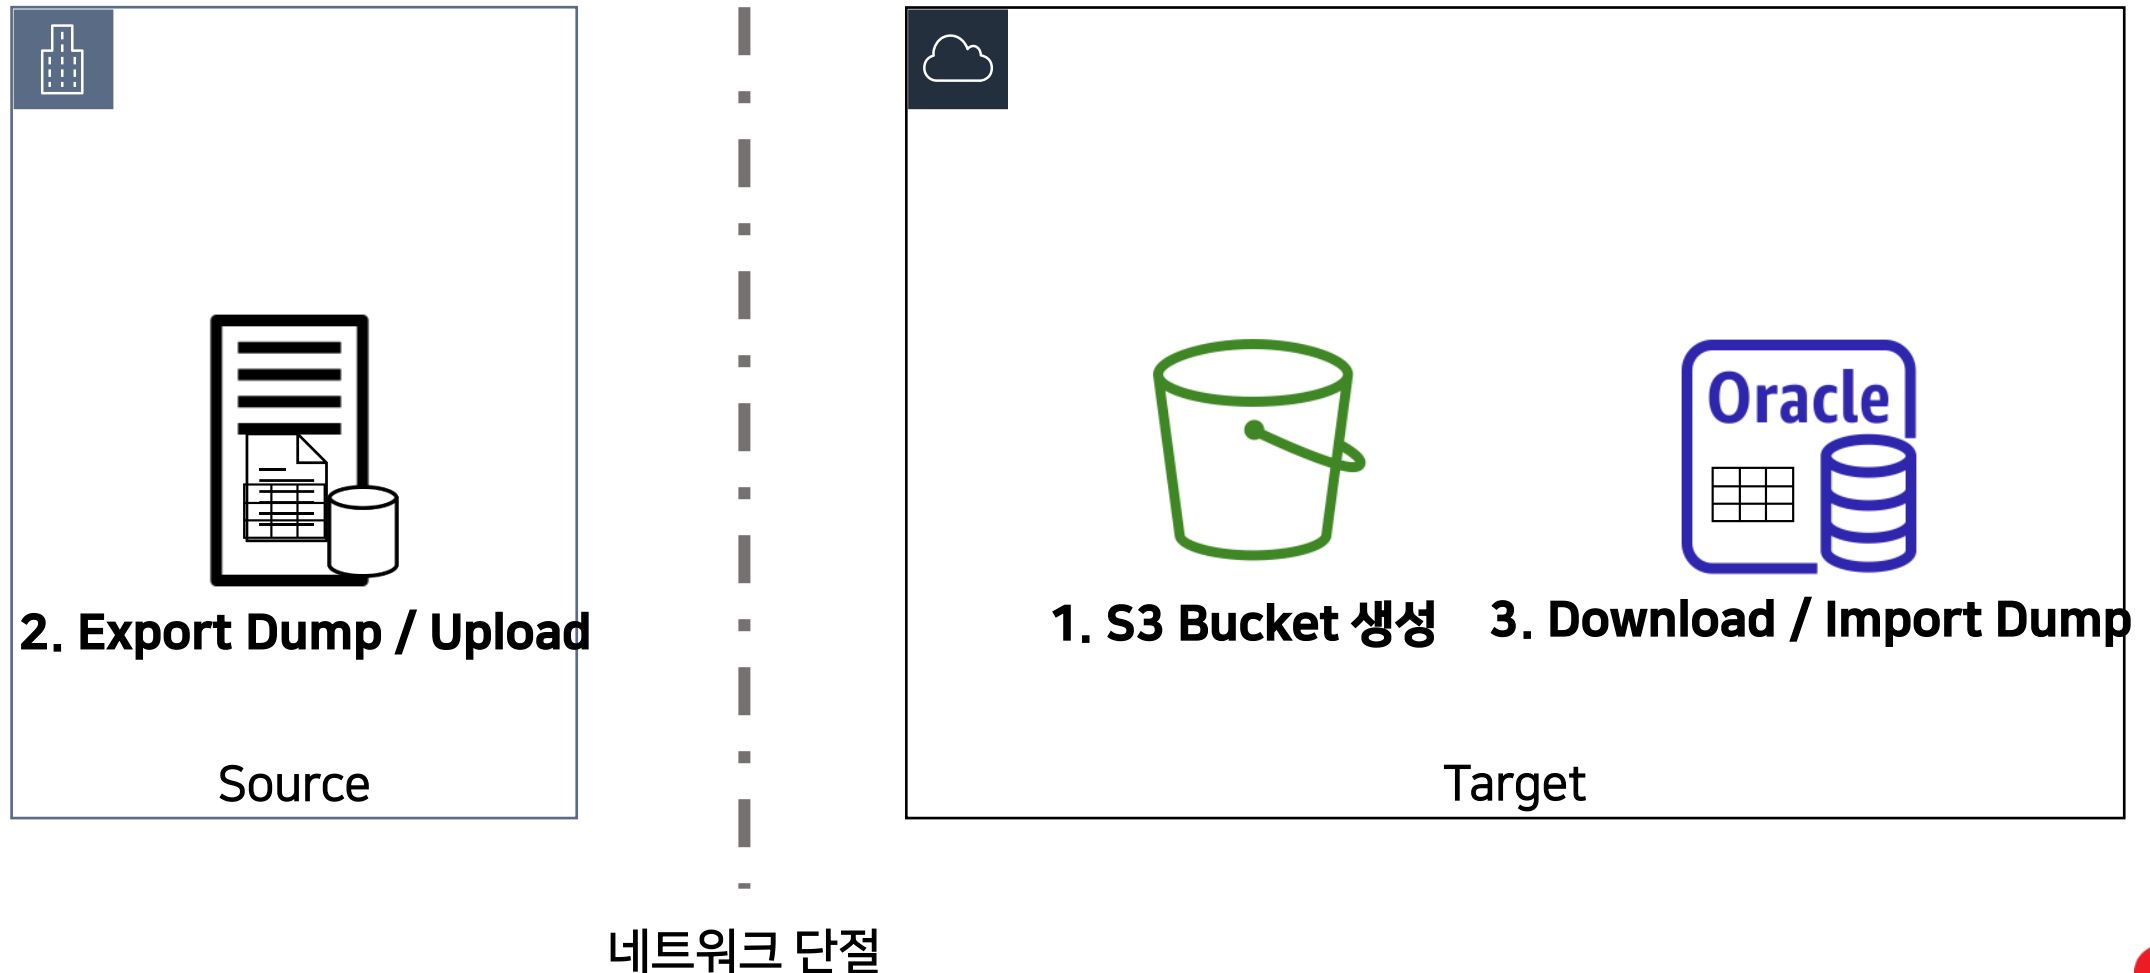 Oracle
2. Export Dump / Upload
1. S3 Bucket 생성
3. Download / Import Dump
Source
Target
네트워크 단절